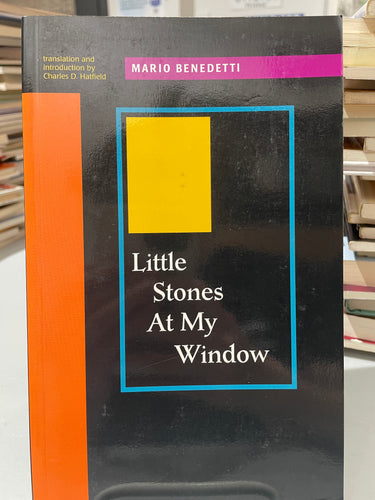 translation and
introduction by
Charles D. Hatfield
MARIO BENEDETTI
Little
Stones
At My
Window